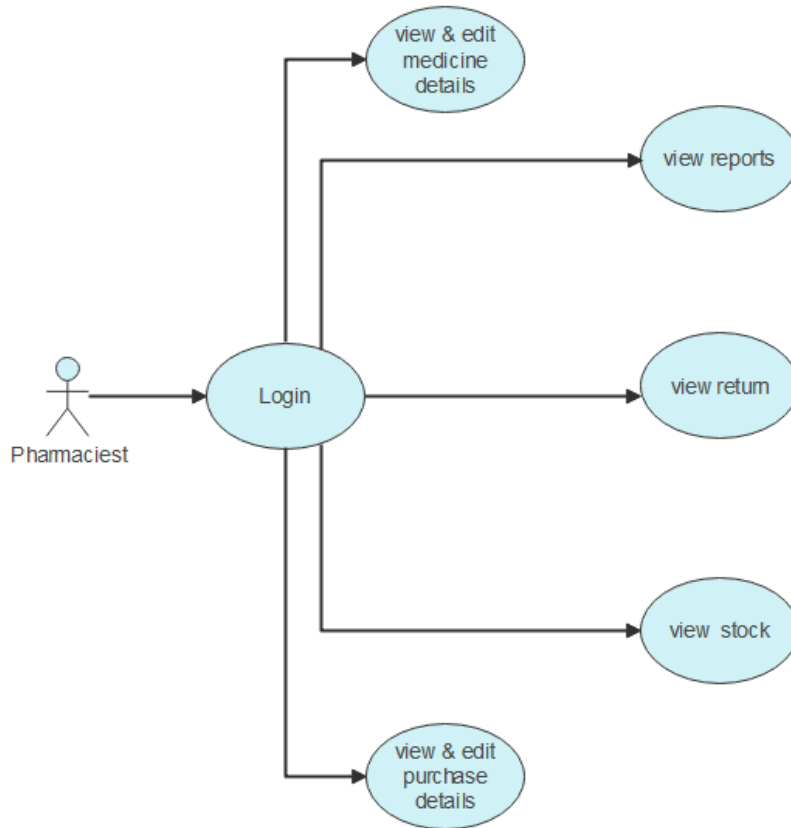 view & edit
medicine
details
view reports
Login
view return
Pharmaciest
view stock
view & edit
purchase
details